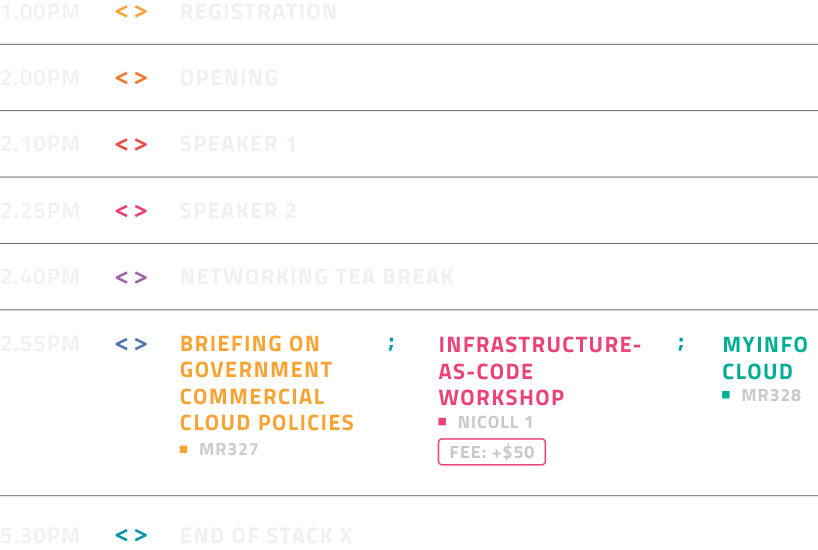 1.00PM <> REGISTRATION
2.00PM <> OPENING
2.10PM <> SPEAKER 1
2.25PM <> SPEAKER 2
2.40PM <> NETWORKING TEA BREAK
2.55PM <> BRIEFING ON ; INFRASTRUCTURE- ; MYINFO
GOVERNMENT AS-CODE CLOUD
COMMERCIAL WORKSHOP MR328
CLOUD POLICIES NICOLL 1
MR327 FEE: +$50
5.30PM <> END OF STACK X